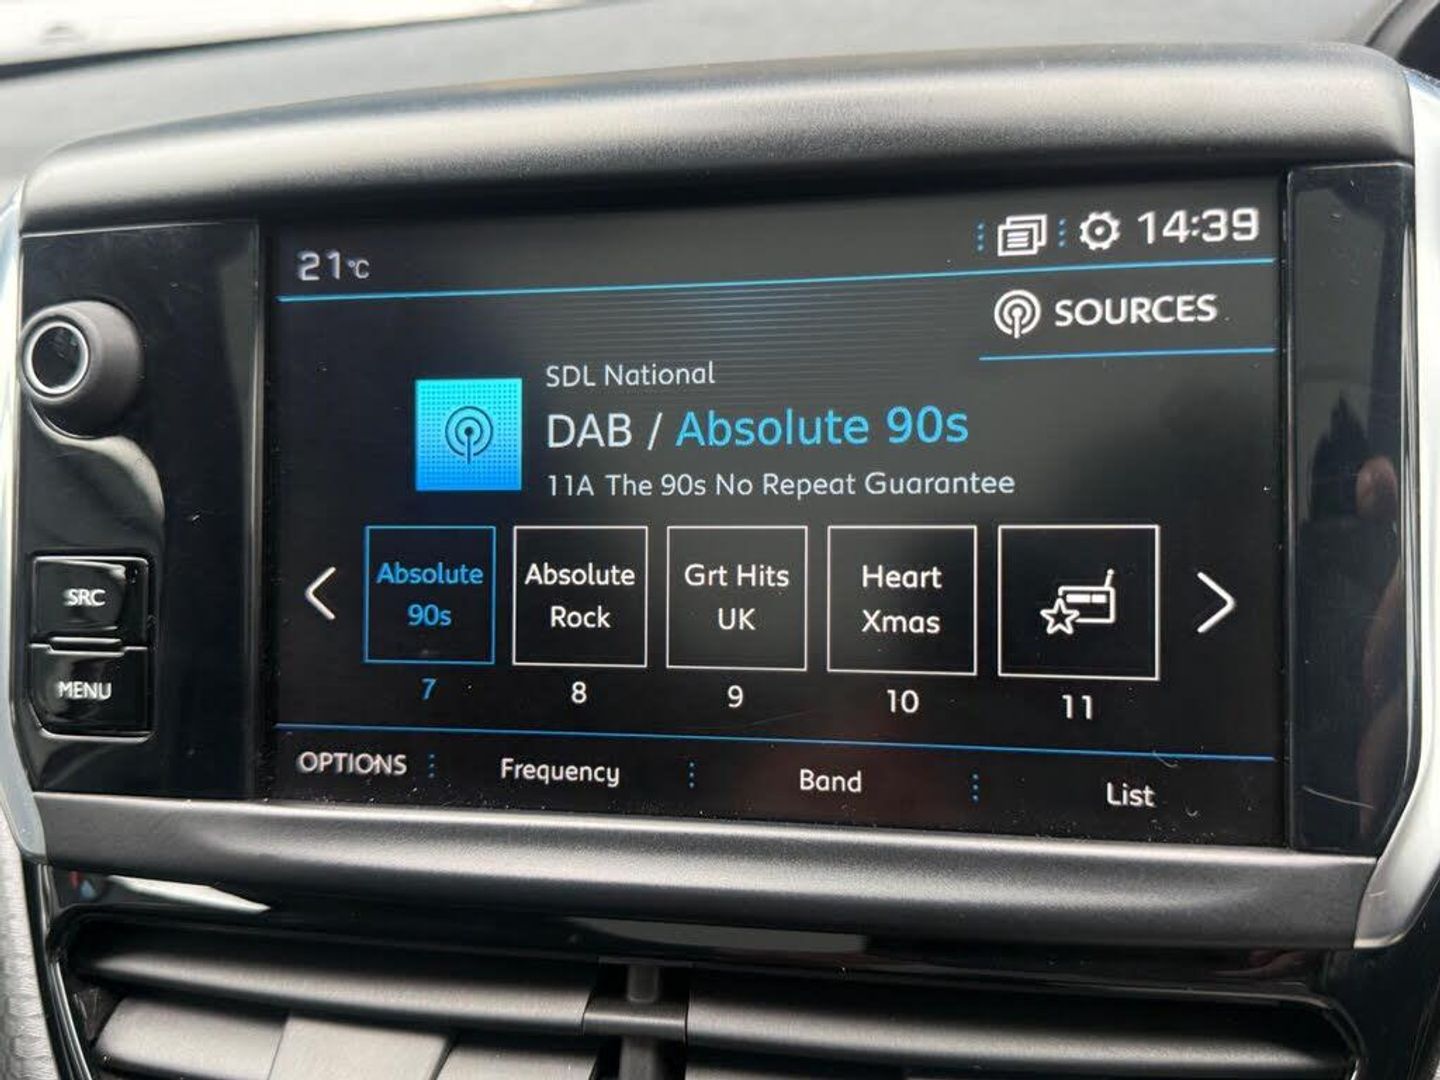 21°C
14:39
SOURCES
SDL National
DAB / Absolute 90s
11A The 90s No Repeat Guarantee
Absolute
90s
Absolute
Rock
Grt Hits
UK
Heart
Xmas
7
8
9
10
11
SRC
MENU
OPTIONS
Frequency
Band
List